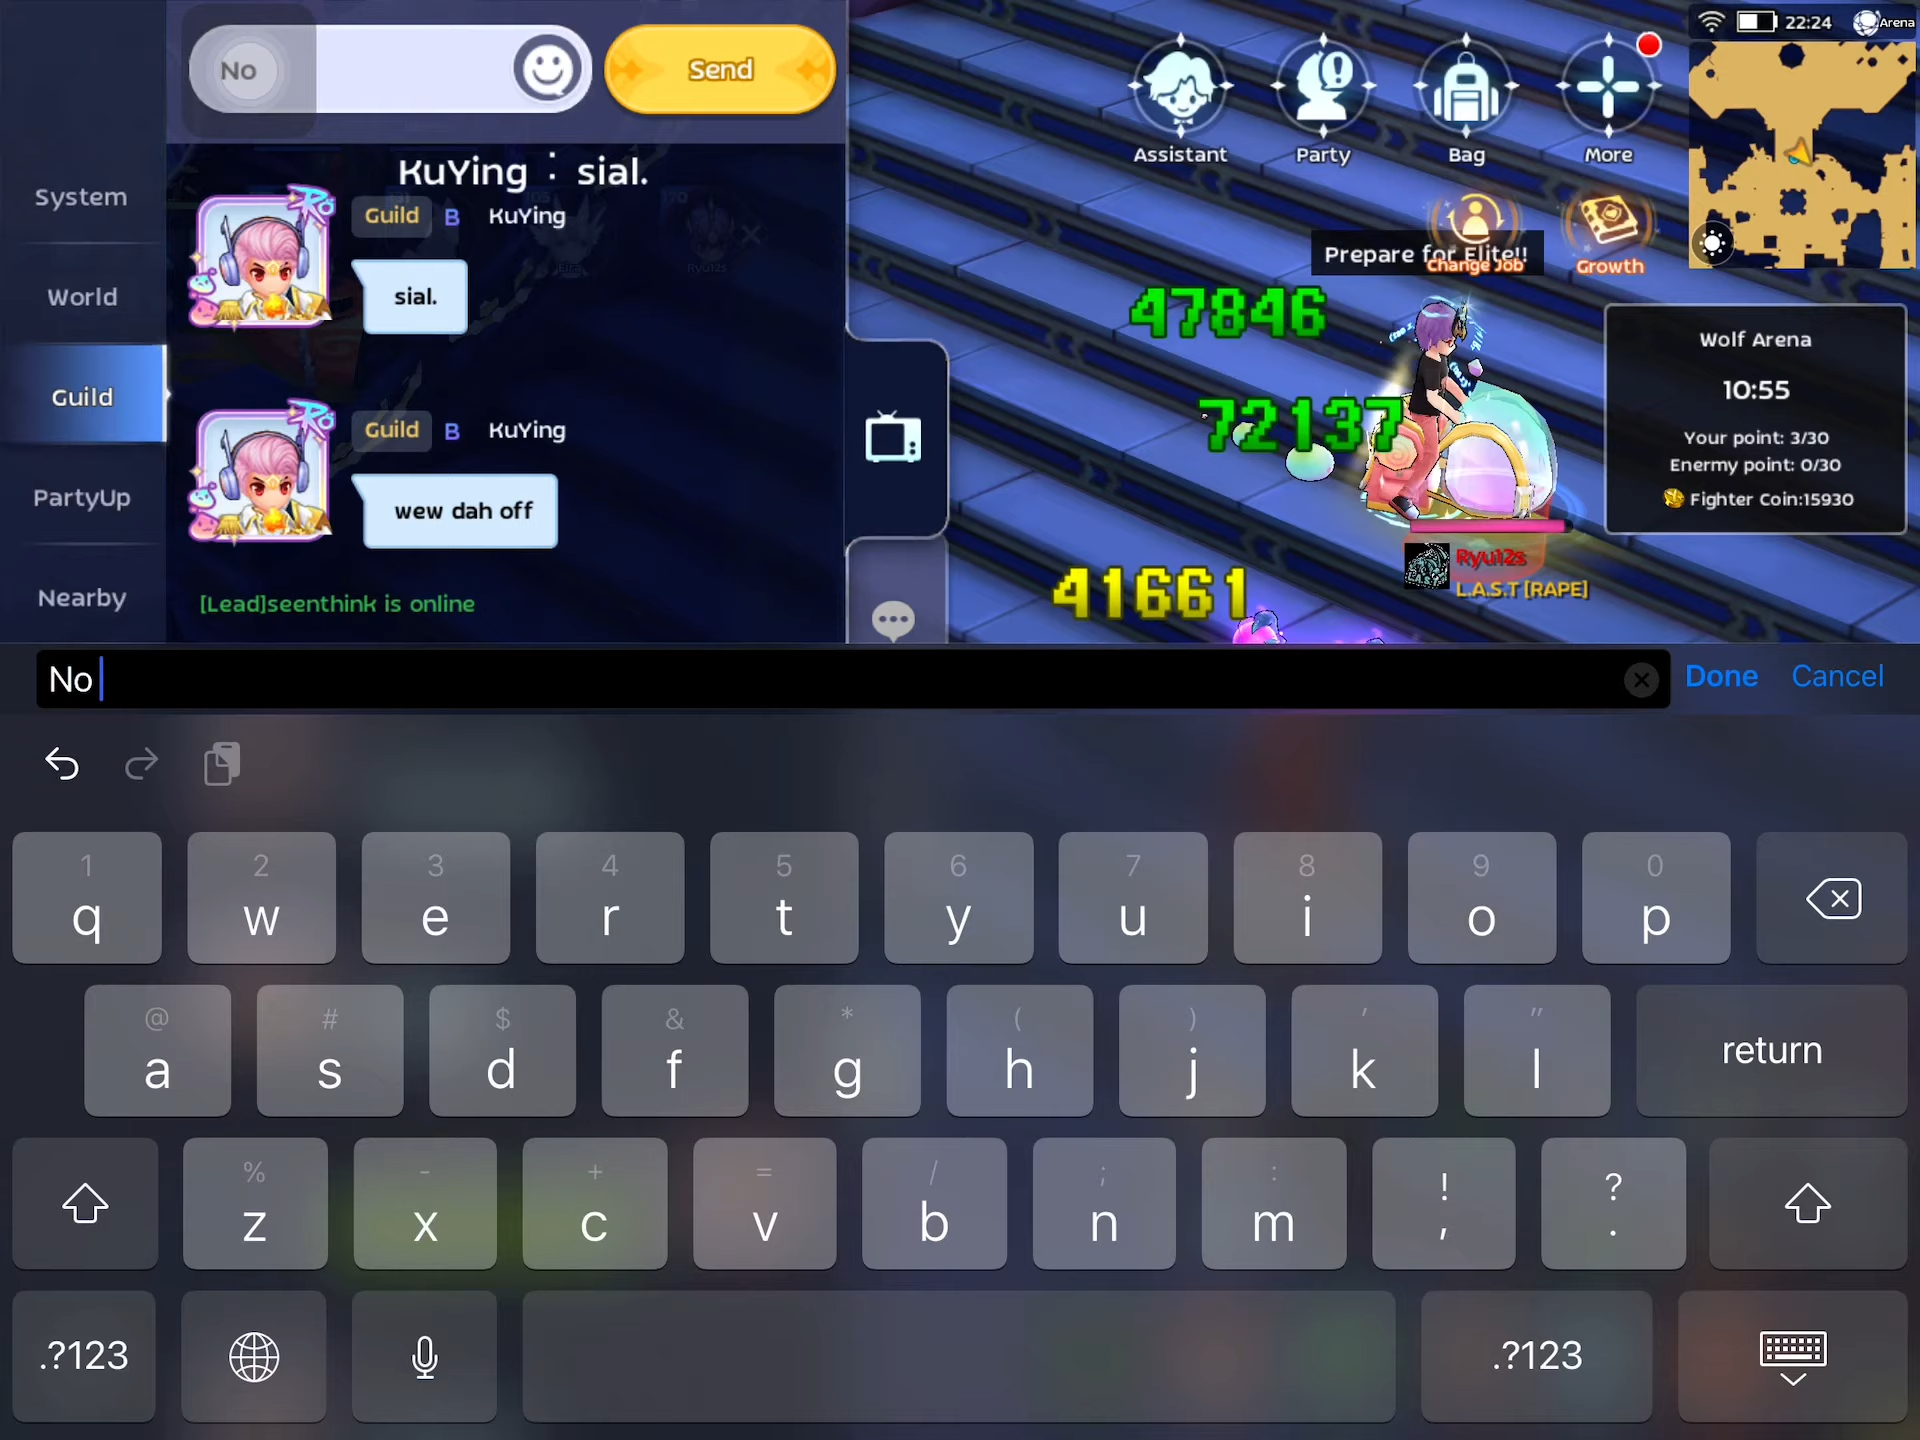 No
Send
22:24
Arena
Assistant
Party
Bag
More
System
World
Guild
PartyUp
Nearby
KuYing : sial.
Guild B KuYing
sial.
Guild B KuYing
wew dah off
[Lead]seenthink is online
Prepare for Elite!!
Change Job
Growth
47846
72137
41661
Wolf Arena
10:55
Your point: 3/30
Enermy point: 0/30
Fighter Coin:15930
Ryu12s
L.A.S.T [RAPE]
No
Done
Cancel
1 2 3 4 5 6 7 8 9 0
q w e r t y u i o p
@ # $ & * ( ) ' "
a s d f g h j k l return
% - + = / ; : ! ?
z x c v b n m , .
.?123 .?123